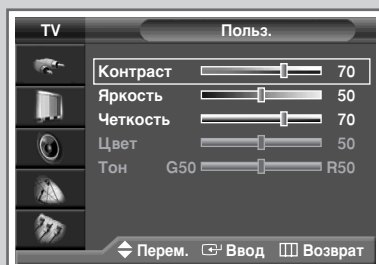 TV Польз.
Контраст 70
Яркость 50
Четкость 70
Цвет 50
Тон G50 R50
Перем. Ввод Возврат